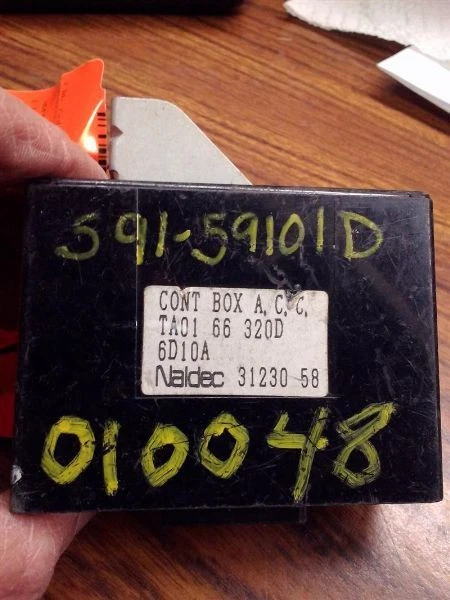 591-59101D
CONT BOX A, C, C,
TA01 66 320D
6D10A
Naldec 31230 58
010048